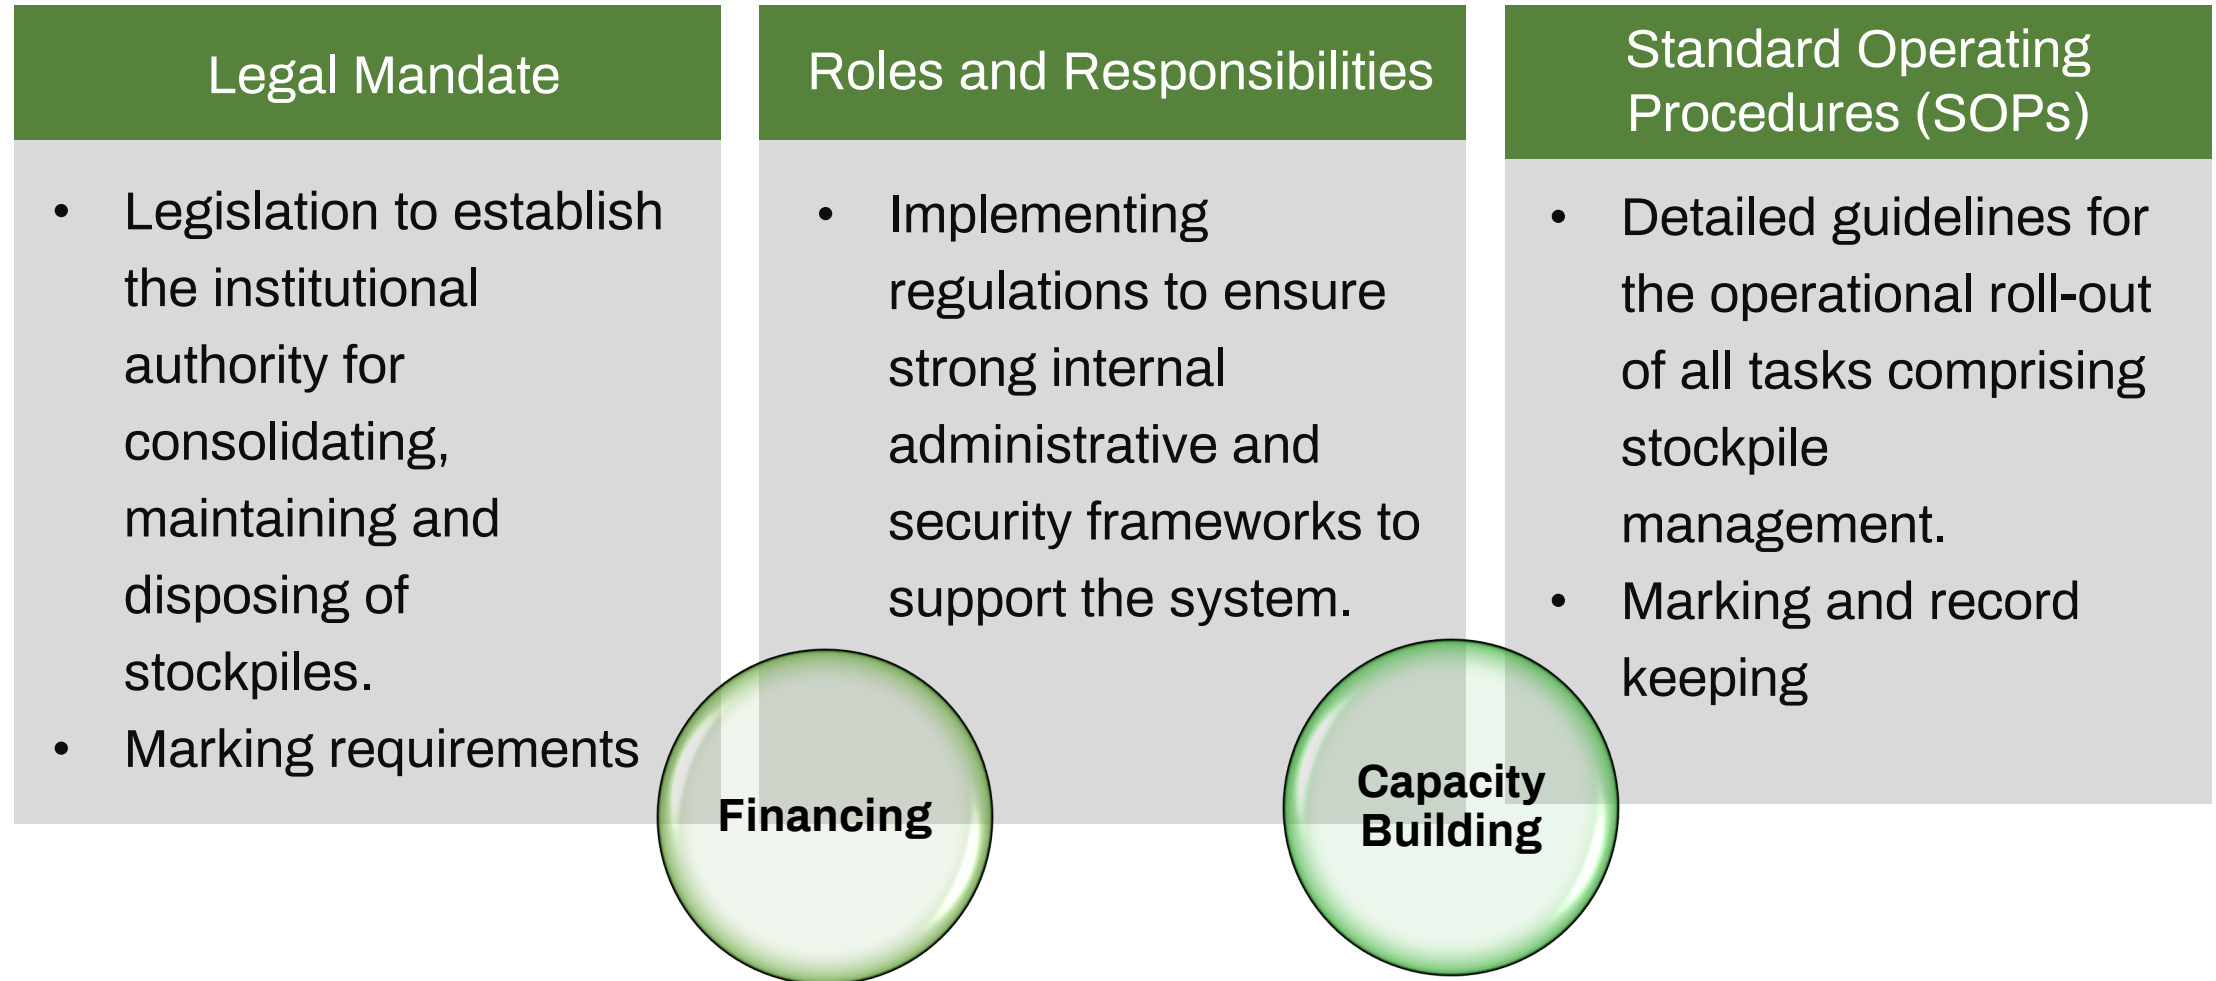 Legal Mandate
• Legislation to establish
the institutional
authority for
consolidating,
maintaining and
disposing of
stockpiles.
• Marking requirements
Roles and Responsibilities
• Implementing
regulations to ensure
strong internal
administrative and
security frameworks to
support the system.
Standard Operating
Procedures (SOPs)
• Detailed guidelines for
the operational roll-out
of all tasks comprising
stockpile
management.
• Marking and record
keeping
Financing
Capacity
Building